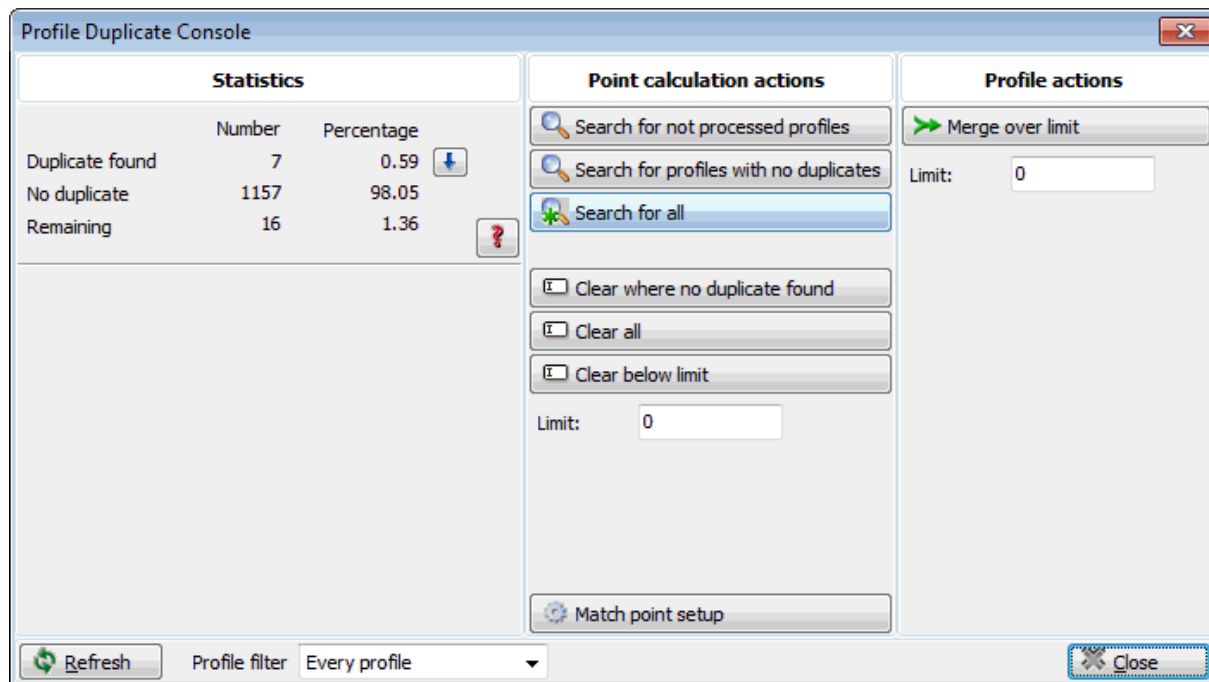 Profile Duplicate Console
Statistics
Number Percentage
Duplicate found 7 0.59
No duplicate 1157 98.05
Remaining 16 1.36
Point calculation actions
Search for not processed profiles
Search for profiles with no duplicates
Search for all
Clear where no duplicate found
Clear all
Clear below limit
Limit: 0
Match point setup
Profile actions
Merge over limit
Limit: 0
Refresh Profile filter Every profile Close